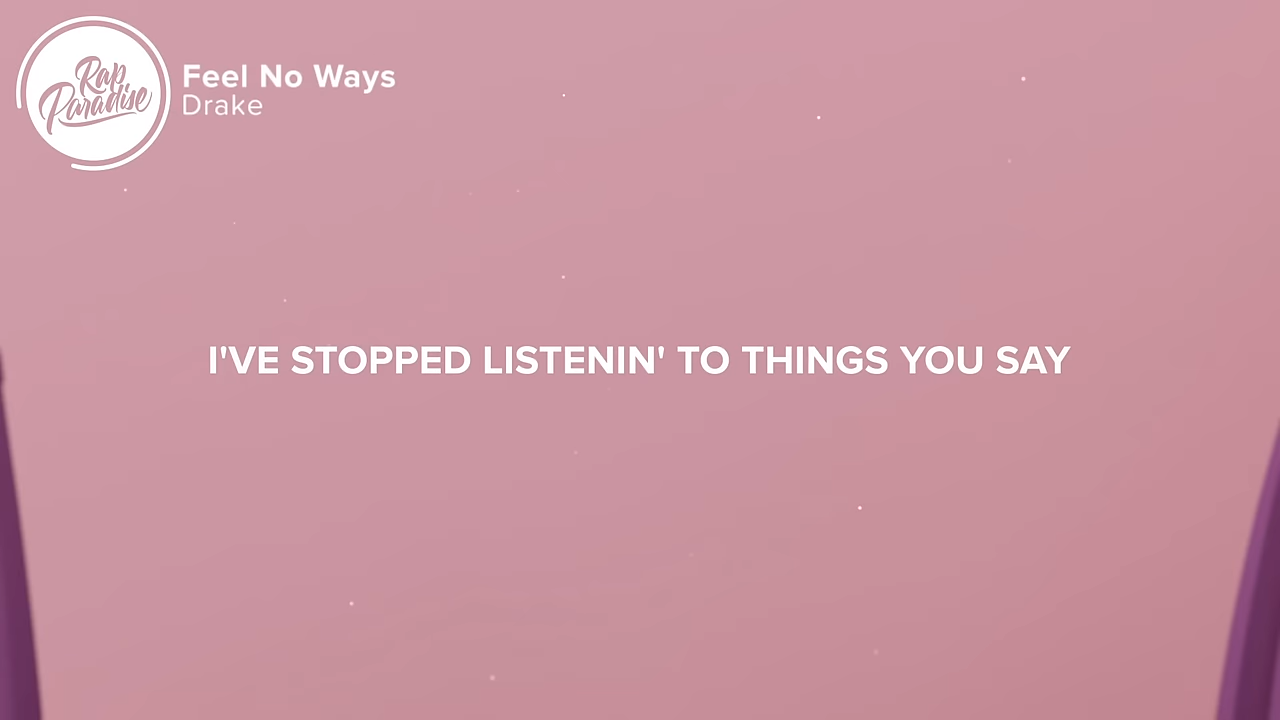 Rap
Paradise
Feel No Ways
Drake
I'VE STOPPED LISTENIN' TO THINGS YOU SAY